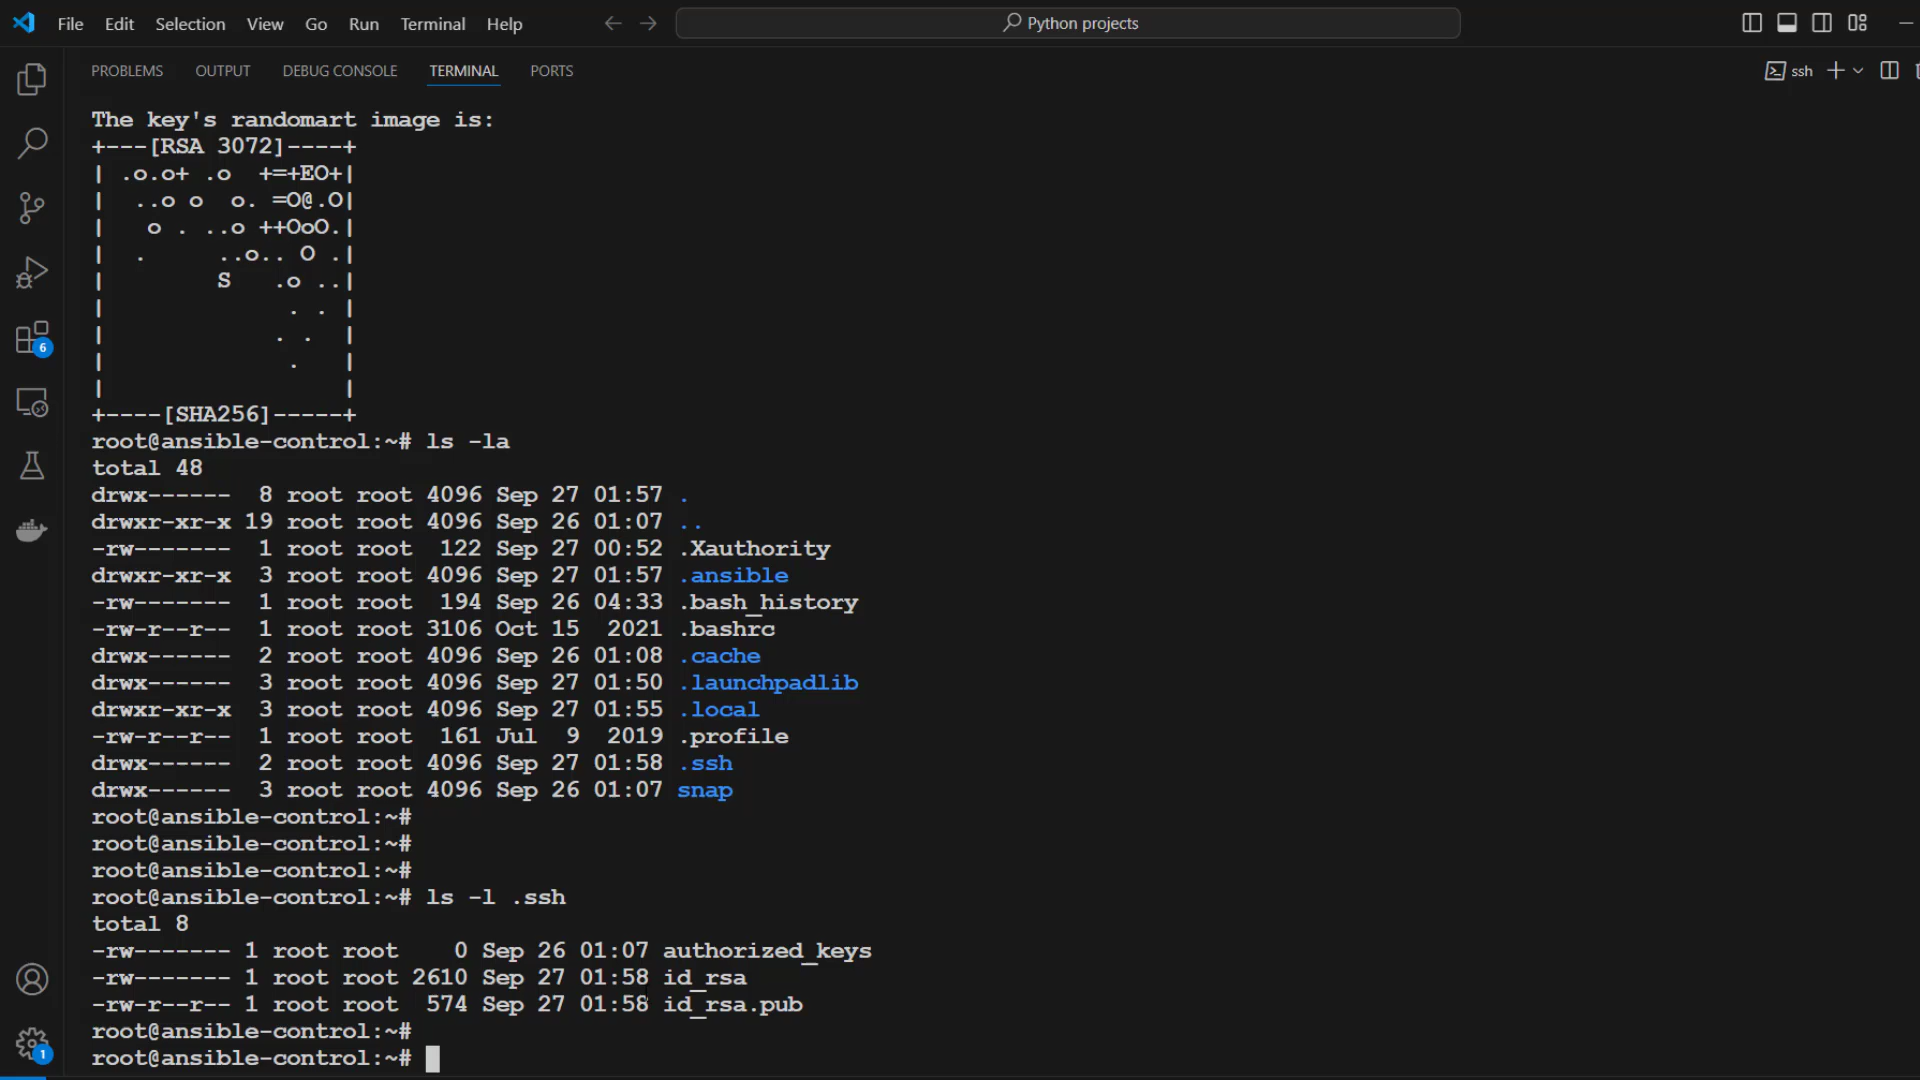 File Edit Selection View Go Run Terminal Help Python projects
PROBLEMS OUTPUT DEBUG CONSOLE TERMINAL PORTS ssh
The key's randomart image is:
+---[RSA 3072]----+
| .o.o+ .o  +=+EO+|
|  ..o o  o. =O@.O|
|   o . ..o ++OoO.|
|  .     ..o.. O .|
|        S   .o ..|
|             . . |
|            . .  |
|             .   |
|                 |
+----[SHA256]-----+
root@ansible-control:~# ls -la
total 48
drwx------  8 root root 4096 Sep 27 01:57 .
drwxr-xr-x 19 root root 4096 Sep 26 01:07 ..
-rw-------  1 root root  122 Sep 27 00:52 .Xauthority
drwxr-xr-x  3 root root 4096 Sep 27 01:57 .ansible
-rw-------  1 root root  194 Sep 26 04:33 .bash_history
-rw-r--r--  1 root root 3106 Oct 15  2021 .bashrc
drwx------  2 root root 4096 Sep 26 01:08 .cache
drwx------  3 root root 4096 Sep 27 01:50 .launchpadlib
drwxr-xr-x  3 root root 4096 Sep 27 01:55 .local
-rw-r--r--  1 root root  161 Jul  9  2019 .profile
drwx------  2 root root 4096 Sep 27 01:58 .ssh
drwx------  3 root root 4096 Sep 26 01:07 snap
root@ansible-control:~#
root@ansible-control:~#
root@ansible-control:~#
root@ansible-control:~# ls -l .ssh
total 8
-rw------- 1 root root    0 Sep 26 01:07 authorized_keys
-rw------- 1 root root 2610 Sep 27 01:58 id_rsa
-rw-r--r-- 1 root root  574 Sep 27 01:58 id_rsa.pub
root@ansible-control:~#
root@ansible-control:~#
6
1